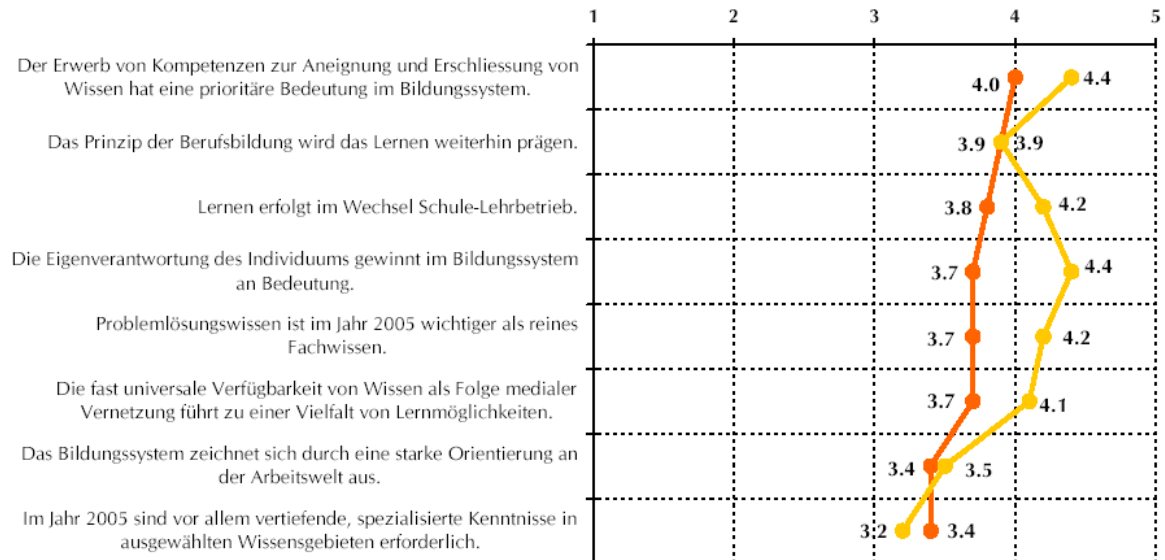 1 2 3 4 5
Der Erwerb von Kompetenzen zur Aneignung und Erschliessung von
Wissen hat eine prioritäre Bedeutung im Bildungssystem.
4.0 4.4
Das Prinzip der Berufsbildung wird das Lernen weiterhin prägen.
3.9 3.9
Lernen erfolgt im Wechsel Schule-Lehrbetrieb.
3.8 4.2
Die Eigenverantwortung des Individuums gewinnt im Bildungssystem
an Bedeutung.
3.7 4.4
Problemlösungswissen ist im Jahr 2005 wichtiger als reines
Fachwissen.
3.7 4.2
Die fast universale Verfügbarkeit von Wissen als Folge medialer
Vernetzung führt zu einer Vielfalt von Lernmöglichkeiten.
3.7 4.1
Das Bildungssystem zeichnet sich durch eine starke Orientierung an
der Arbeitswelt aus.
3.4 3.5
Im Jahr 2005 sind vor allem vertiefende, spezialisierte Kenntnisse in
ausgewählten Wissensgebieten erforderlich.
3.2 3.4